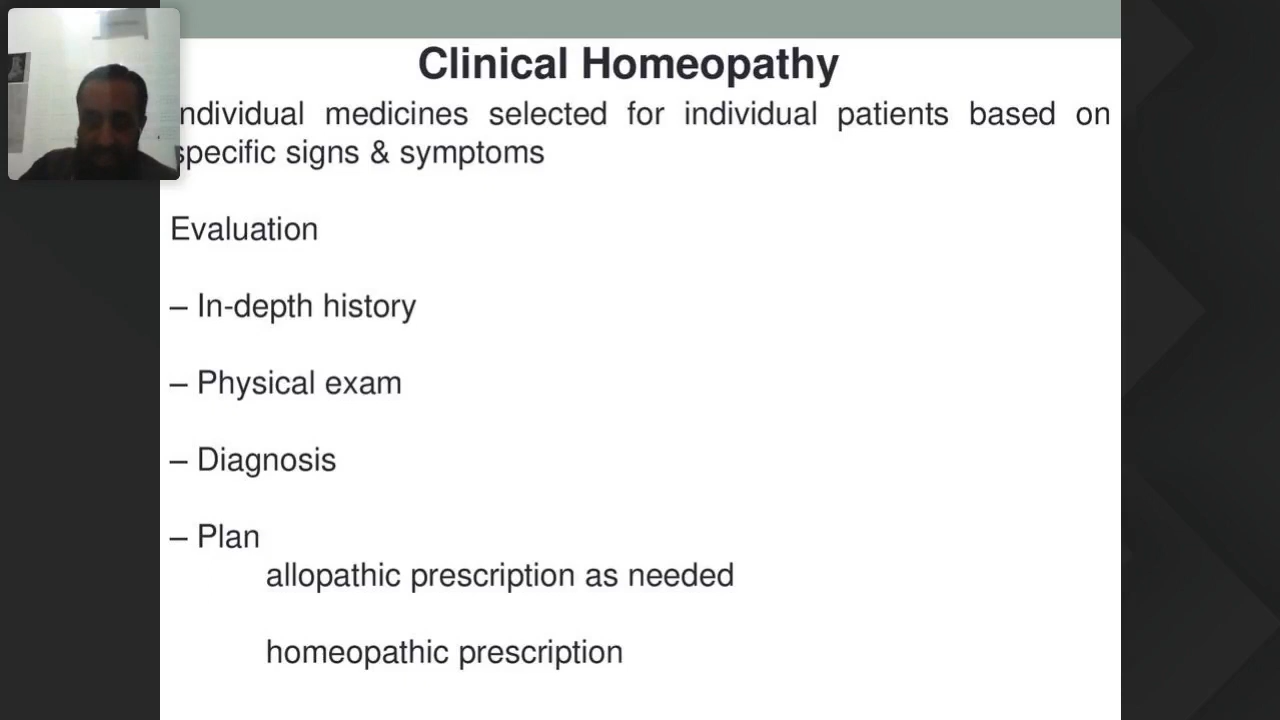 Clinical Homeopathy
ndividual medicines selected for individual patients based on
specific signs & symptoms
Evaluation
– In-depth history
– Physical exam
– Diagnosis
– Plan
allopathic prescription as needed
homeopathic prescription